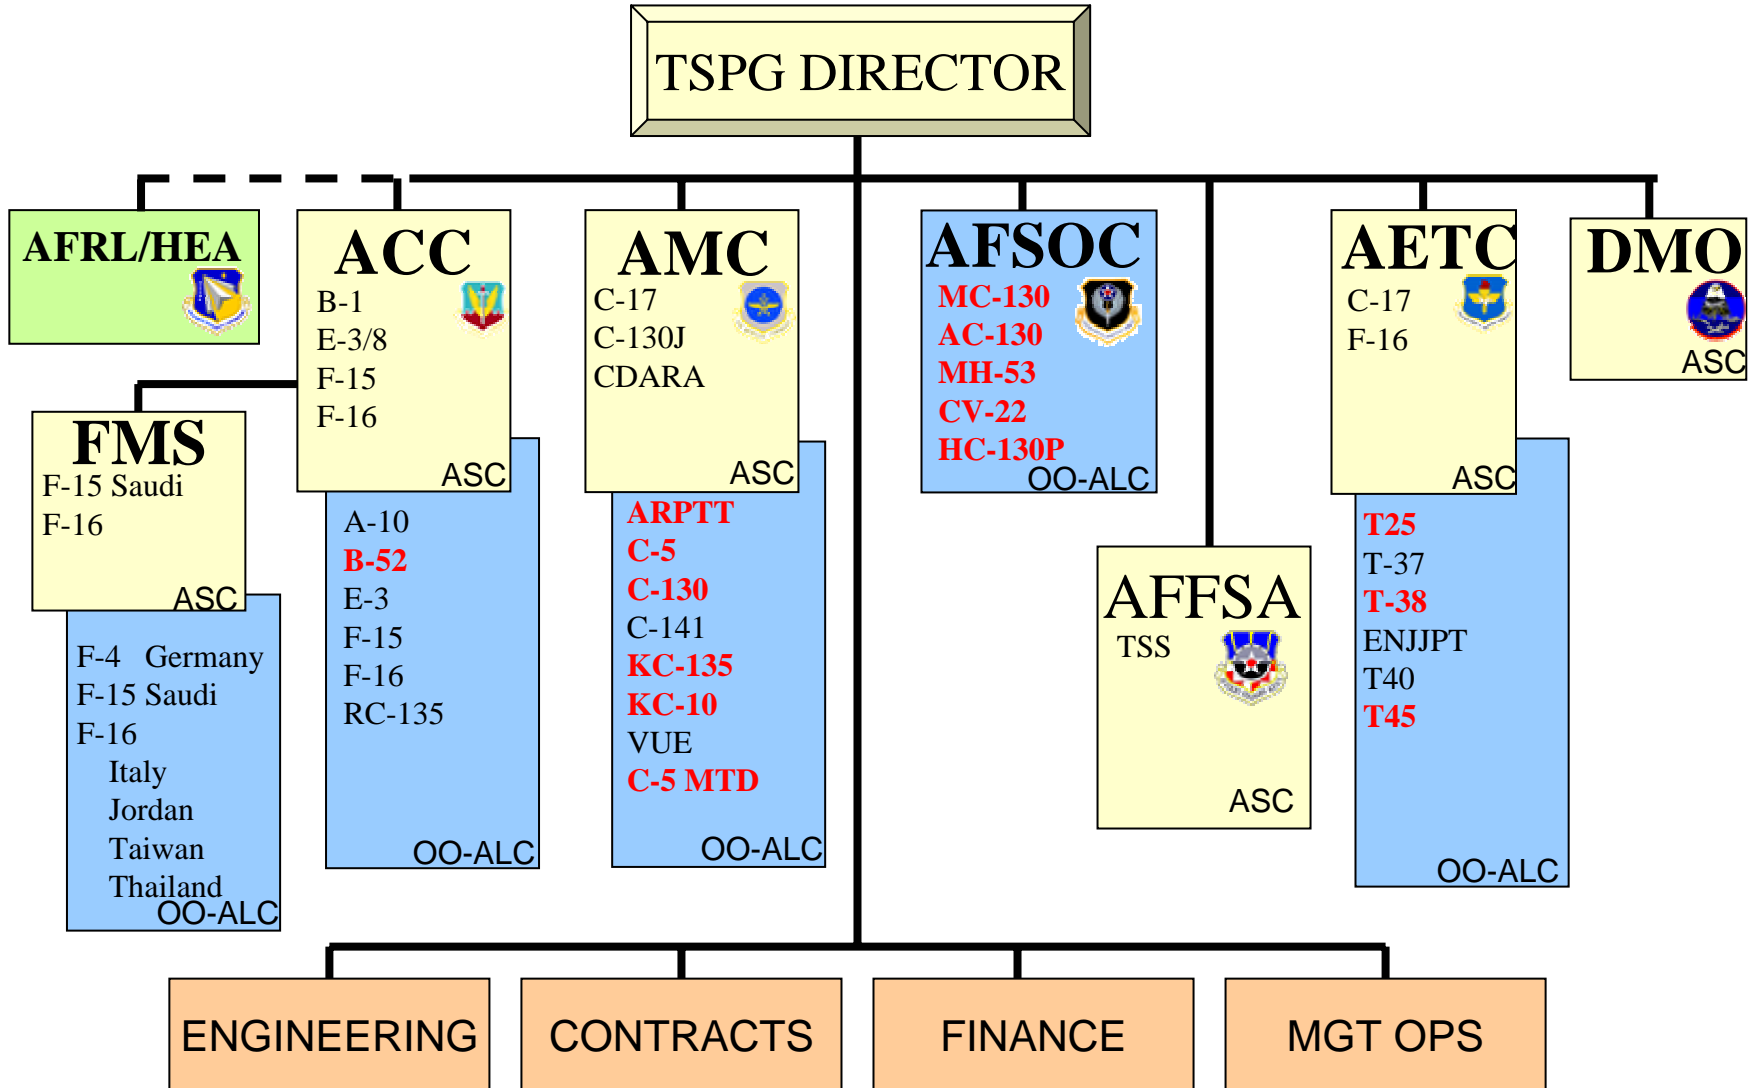 TSPG DIRECTOR
AFRL/HEA
ACC
B-1
E-3/8
F-15
F-16
ASC
A-10
B-52
E-3
F-15
F-16
RC-135
OO-ALC
FMS
F-15 Saudi
F-16
ASC
F-4 Germany
F-15 Saudi
F-16
Italy
Jordan
Taiwan
Thailand
OO-ALC
AMC
C-17
C-130J
CDARA
ASC
ARPTT
C-5
C-130
C-141
KC-135
KC-10
VUE
C-5 MTD
OO-ALC
AFSOC
MC-130
AC-130
MH-53
CV-22
HC-130P
OO-ALC
AFFSA
TSS
ASC
AETC
C-17
F-16
ASC
T25
T-37
T-38
ENJJPT
T40
T45
OO-ALC
DMO
ASC
ENGINEERING
CONTRACTS
FINANCE
MGT OPS